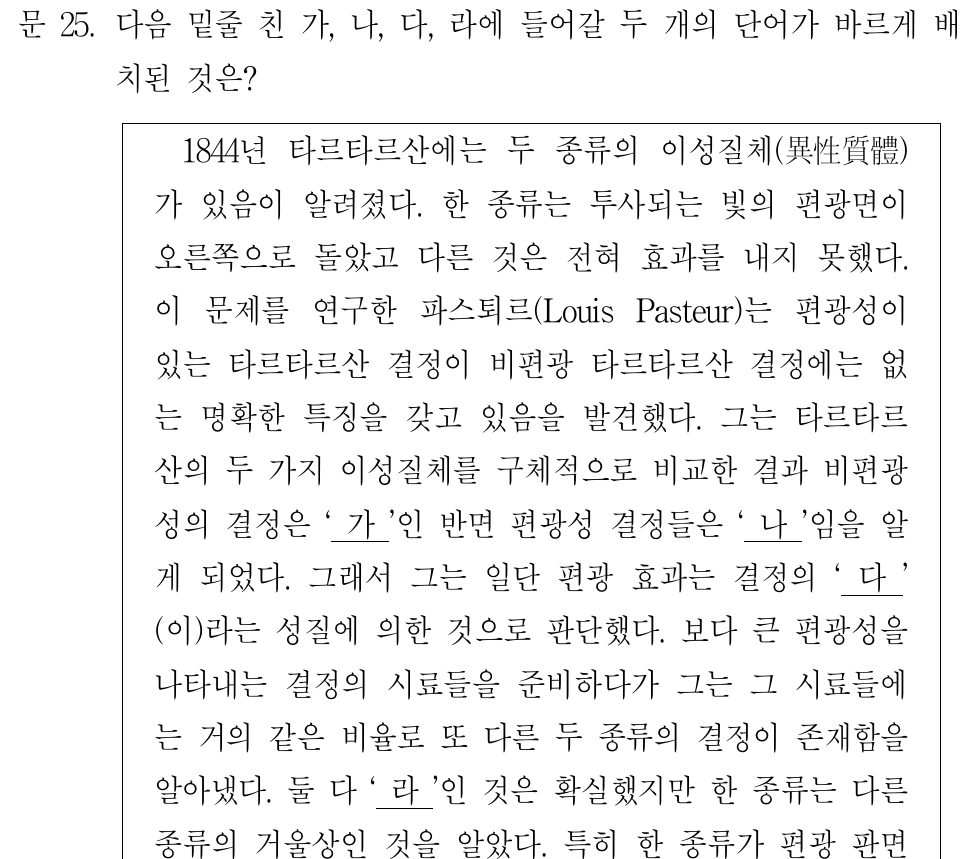 문 25. 다음 밑줄 친 가, 나, 다, 라에 들어갈 두 개의 단어가 바르게 배
치된 것은?
1844년 타르타르산에는 두 종류의 이성질체(異性質體)
가 있음이 알려졌다. 한 종류는 투사되는 빛의 편광면이
오른쪽으로 돌았고 다른 것은 전혀 효과를 내지 못했다.
이 문제를 연구한 파스퇴르(Louis Pasteur)는 편광성이
있는 타르타르산 결정이 비편광 타르타르산 결정에는 없
는 명확한 특징을 갖고 있음을 발견했다. 그는 타르타르
산의 두 가지 이성질체를 구체적으로 비교한 결과 비편광
성의 결정은 ‘ 가 ’인 반면 편광성 결정들은 ‘ 나 ’임을 알
게 되었다. 그래서 그는 일단 편광 효과는 결정의 ‘ 다 ’
(이)라는 성질에 의한 것으로 판단했다. 보다 큰 편광성을
나타내는 결정의 시료들을 준비하다가 그는 그 시료들에
는 거의 같은 비율로 또 다른 두 종류의 결정이 존재함을
알아냈다. 둘 다 ‘ 라 ’인 것은 확실했지만 한 종류는 다른
종류의 거울상인 것을 알았다. 특히 한 종류가 편광 판면